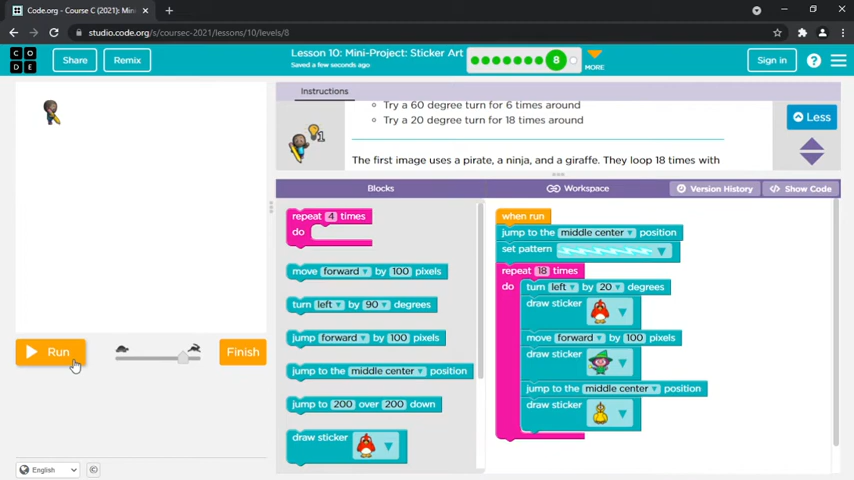 Code.org - Course C (2021): Mini-
studio.code.org/s/coursec-2021/lessons/10/levels/8
Incognito
C O
D E
Share
Remix
Lesson 10: Mini-Project: Sticker Art
Saved a few seconds ago
8
MORE
Sign in
?
Instructions
Try a 60 degree turn for 6 times around
Try a 20 degree turn for 18 times around
The first image uses a pirate, a ninja, and a giraffe. They loop 18 times with
1
Less
Blocks
Workspace
Version History
</> Show Code
repeat 4 times
do
move forward by 100 pixels
turn left by 90 degrees
jump forward by 100 pixels
jump to the middle center position
jump to 200 over 200 down
draw sticker
when run
jump to the middle center position
set pattern
repeat 18 times
do
turn left by 20 degrees
draw sticker
move forward by 100 pixels
draw sticker
jump to the middle center position
draw sticker
Run
Finish
English
©